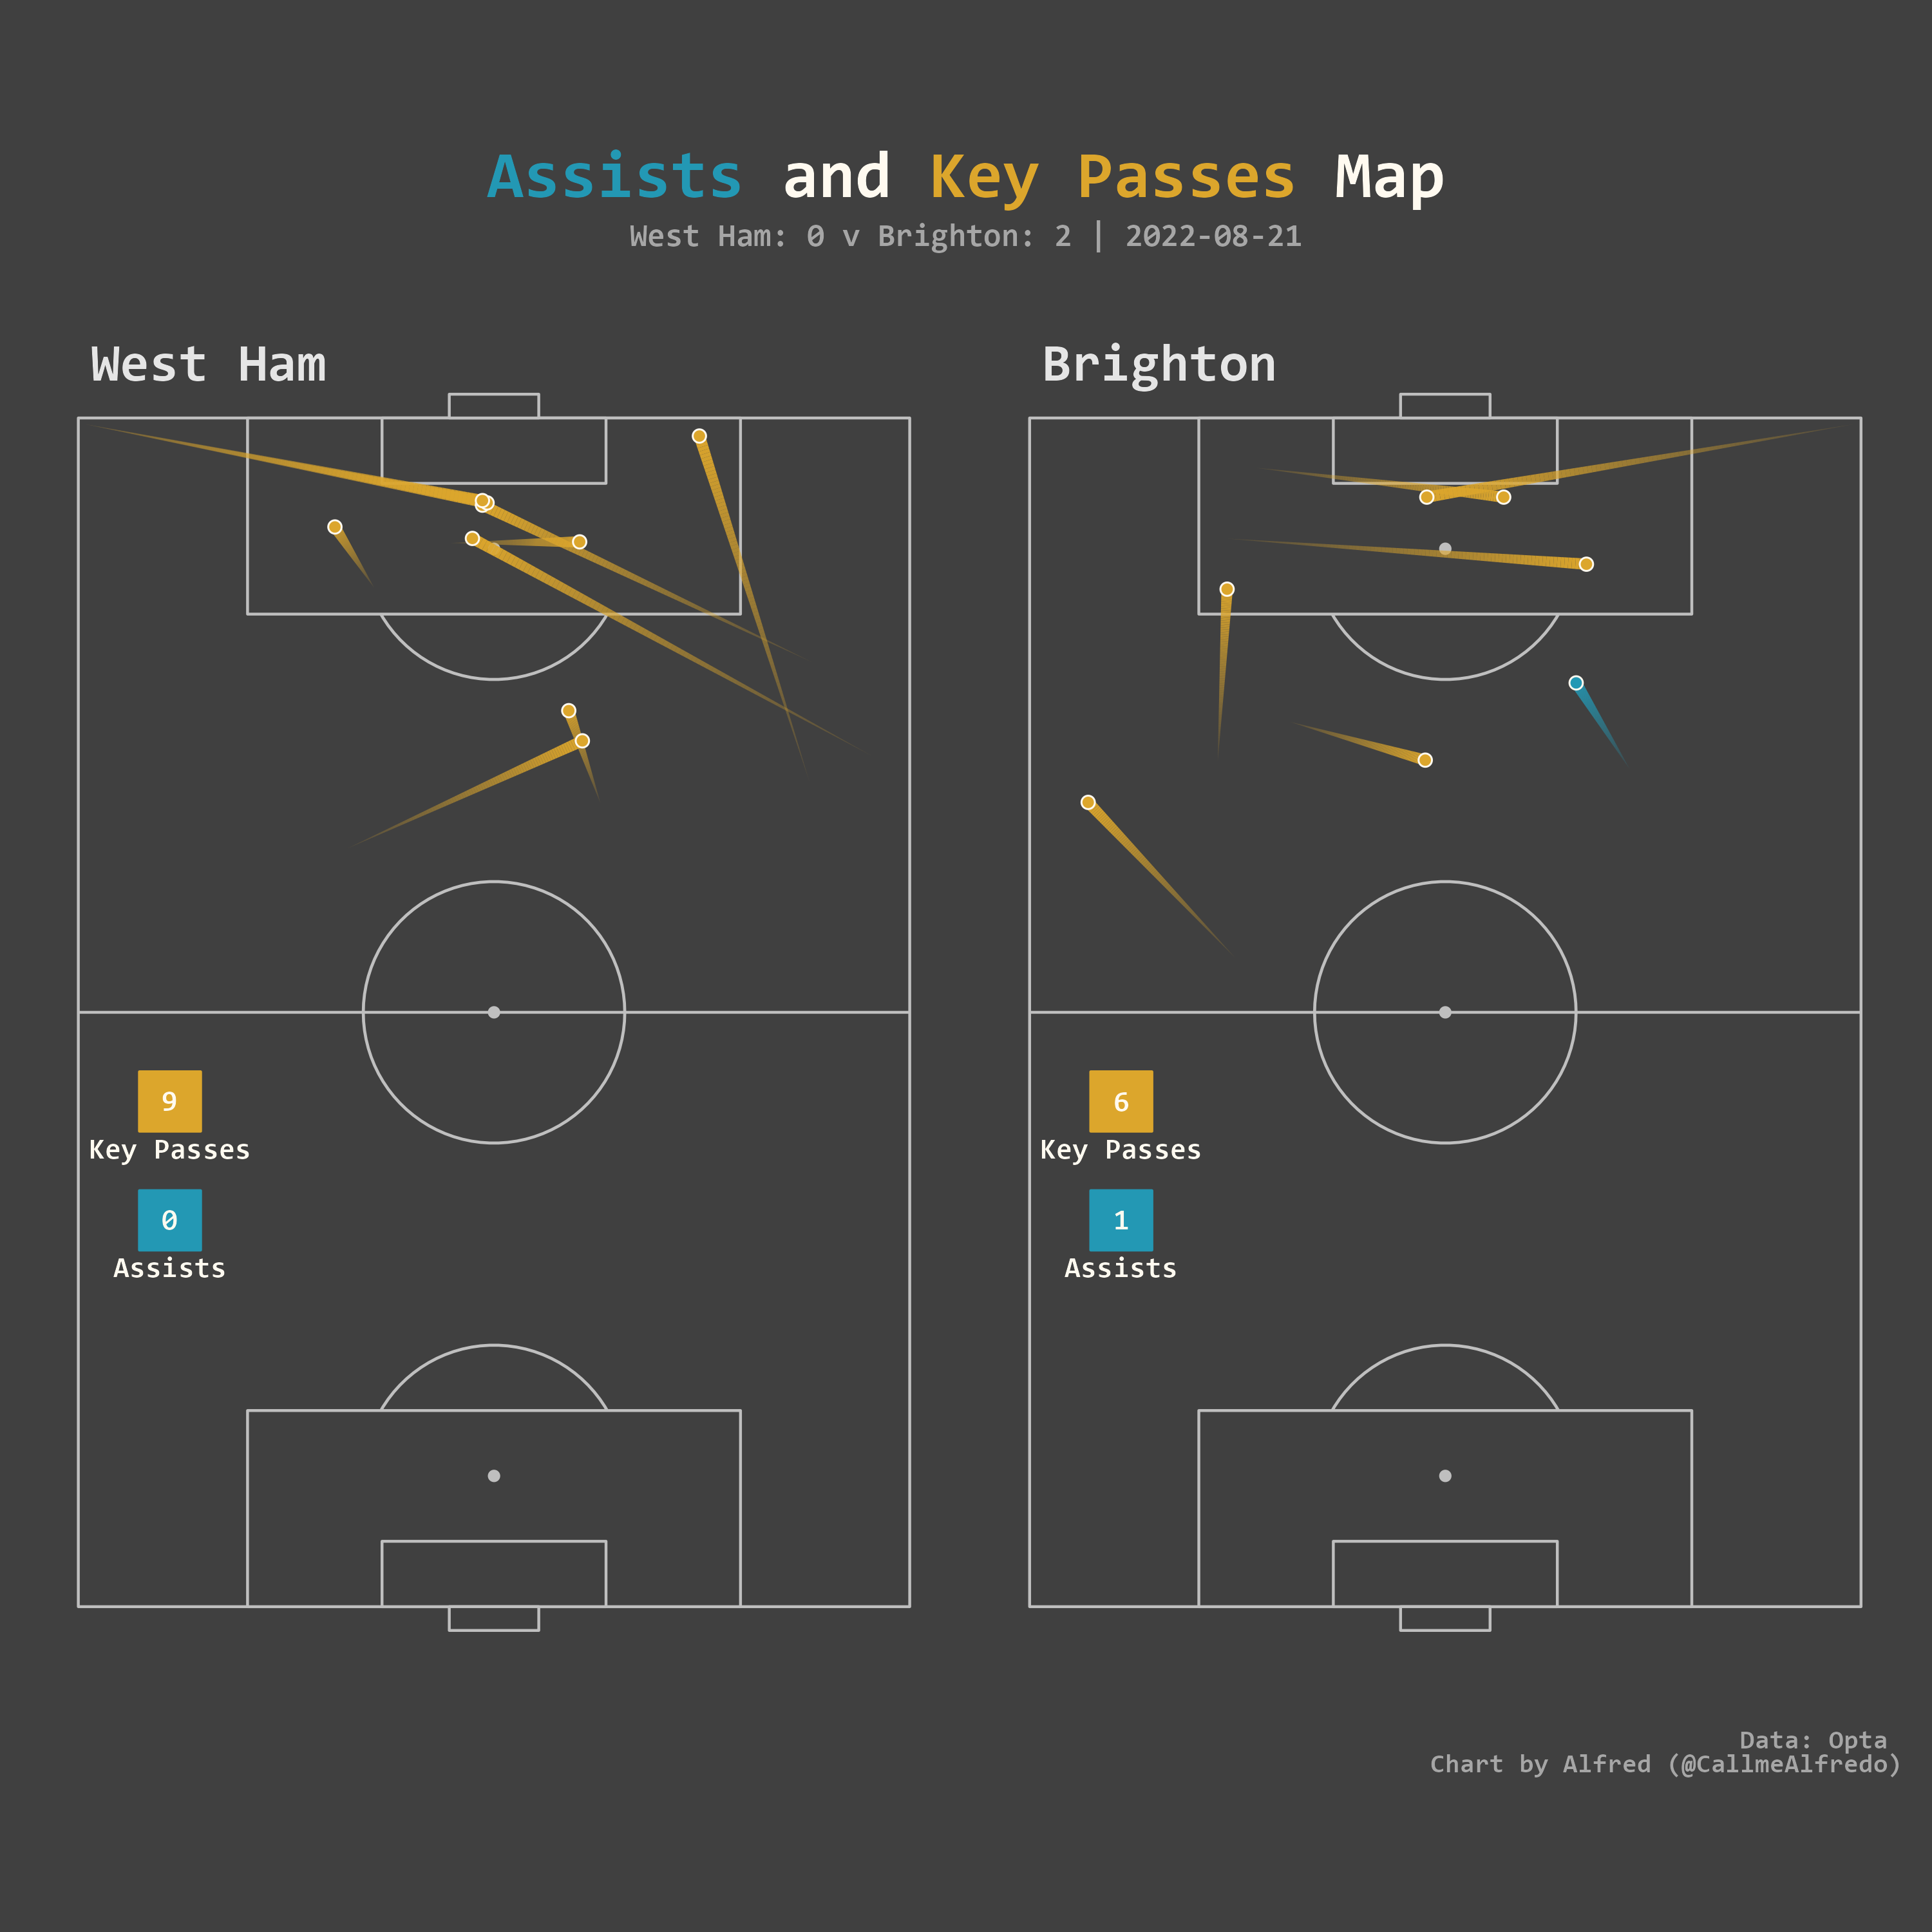 Assists and Key Passes Map
West Ham: 0 v Brighton: 2 | 2022-08-21
West Ham
9
Key Passes
0
Assists
Brighton
6
Key Passes
1
Assists
Data: Opta
Chart by Alfred (@CallmeAlfredo)